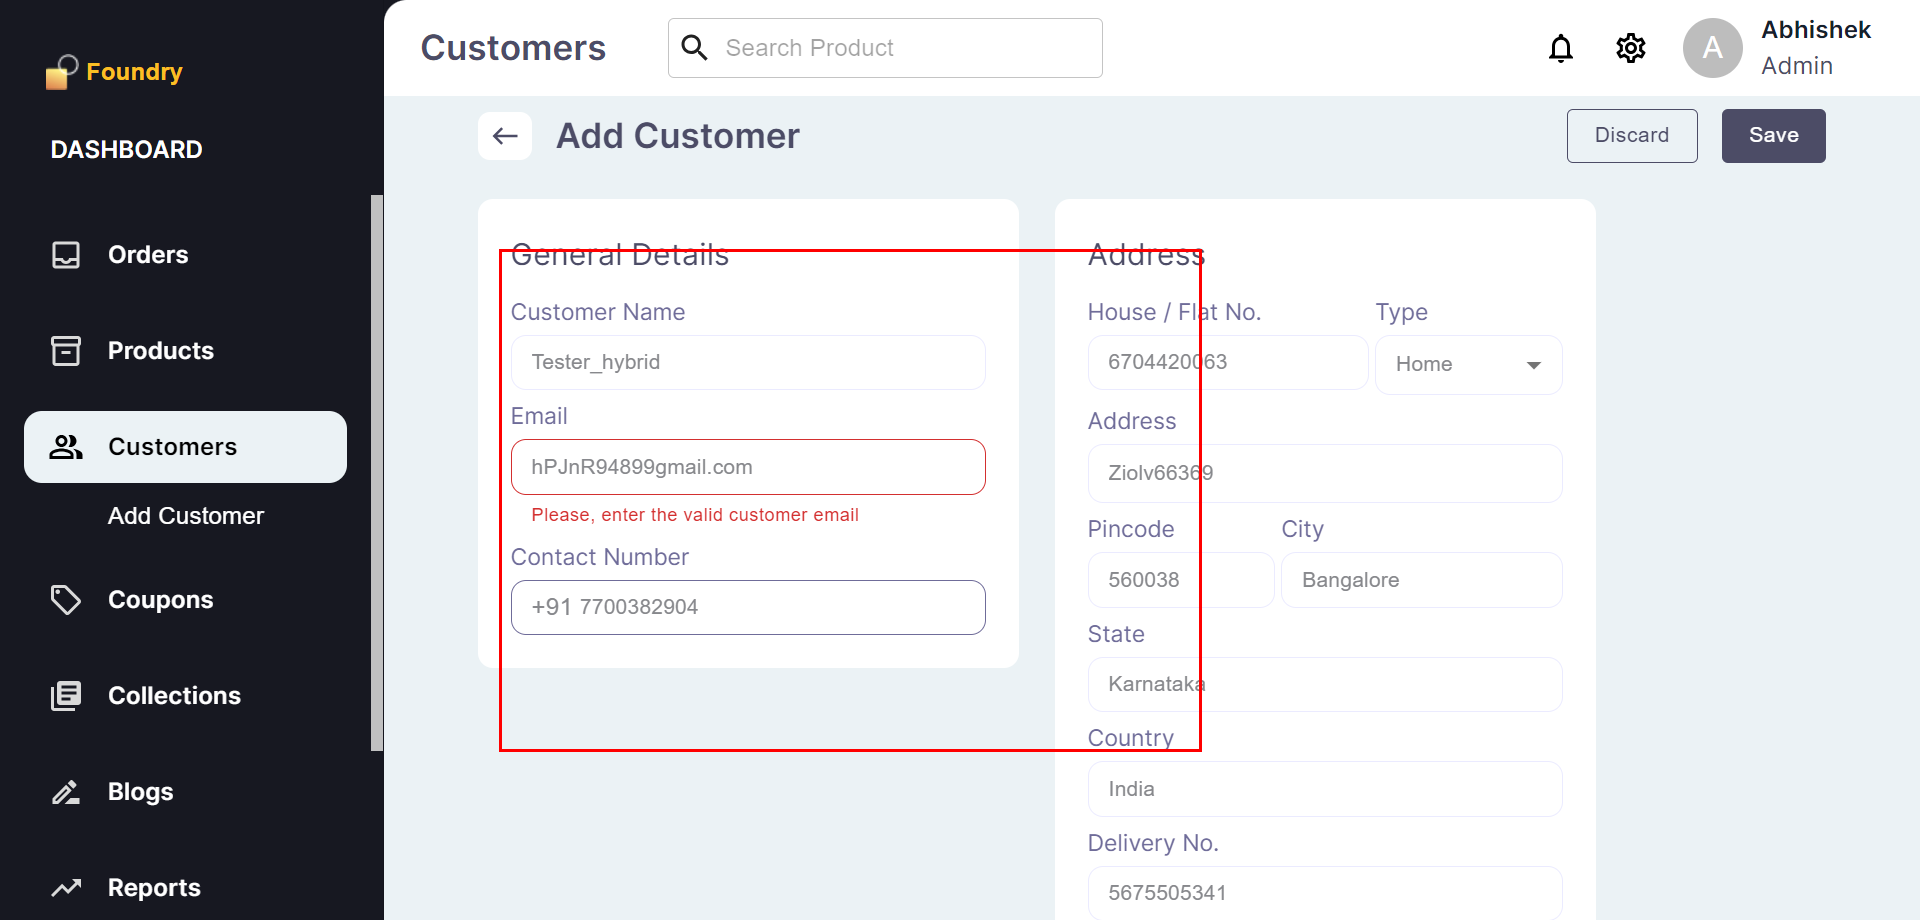 Foundry
DASHBOARD
Orders
Products
Customers
Add Customer
Coupons
Collections
Blogs
Reports
Customers
Search Product
A
Abhishek
Admin
Add Customer
Discard
Save
General Details
Customer Name
Tester_hybrid
Email
hPJnR94899gmail.com
Please, enter the valid customer email
Contact Number
+91 7700382904
Address
House / Flat No. Type
6704420063 Home
Address
Ziolv66369
Pincode City
560038 Bangalore
State
Karnataka
Country
India
Delivery No.
5675505341